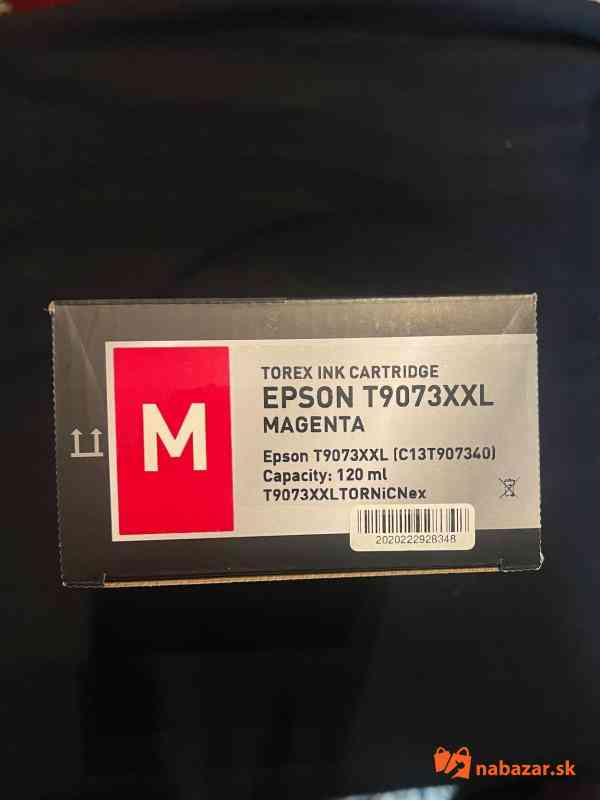 M
TOREX INK CARTRIDGE
EPSON T9073XXL
MAGENTA
Epson T9073XXL (C13T907340)
Capacity: 120 ml
T9073XXLTORNiCNex
2020222928348
nabazar.sk